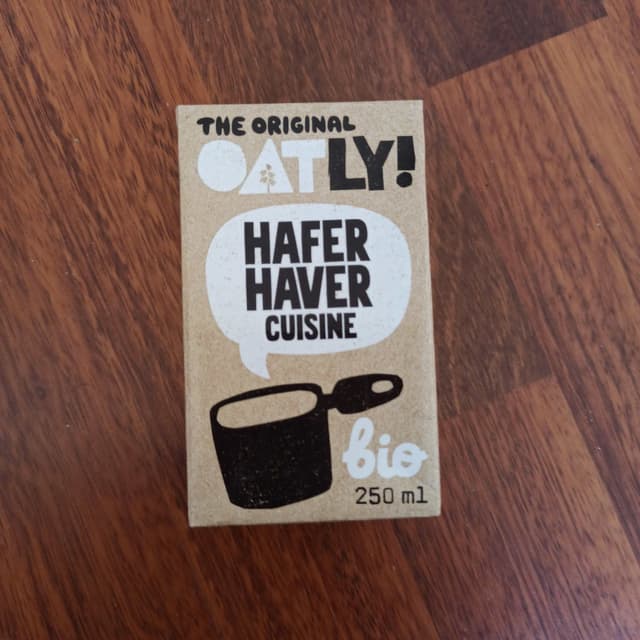 THE ORIGINAL
OATLY!
HAFER
HAVER
CUISINE
bio
250 ml